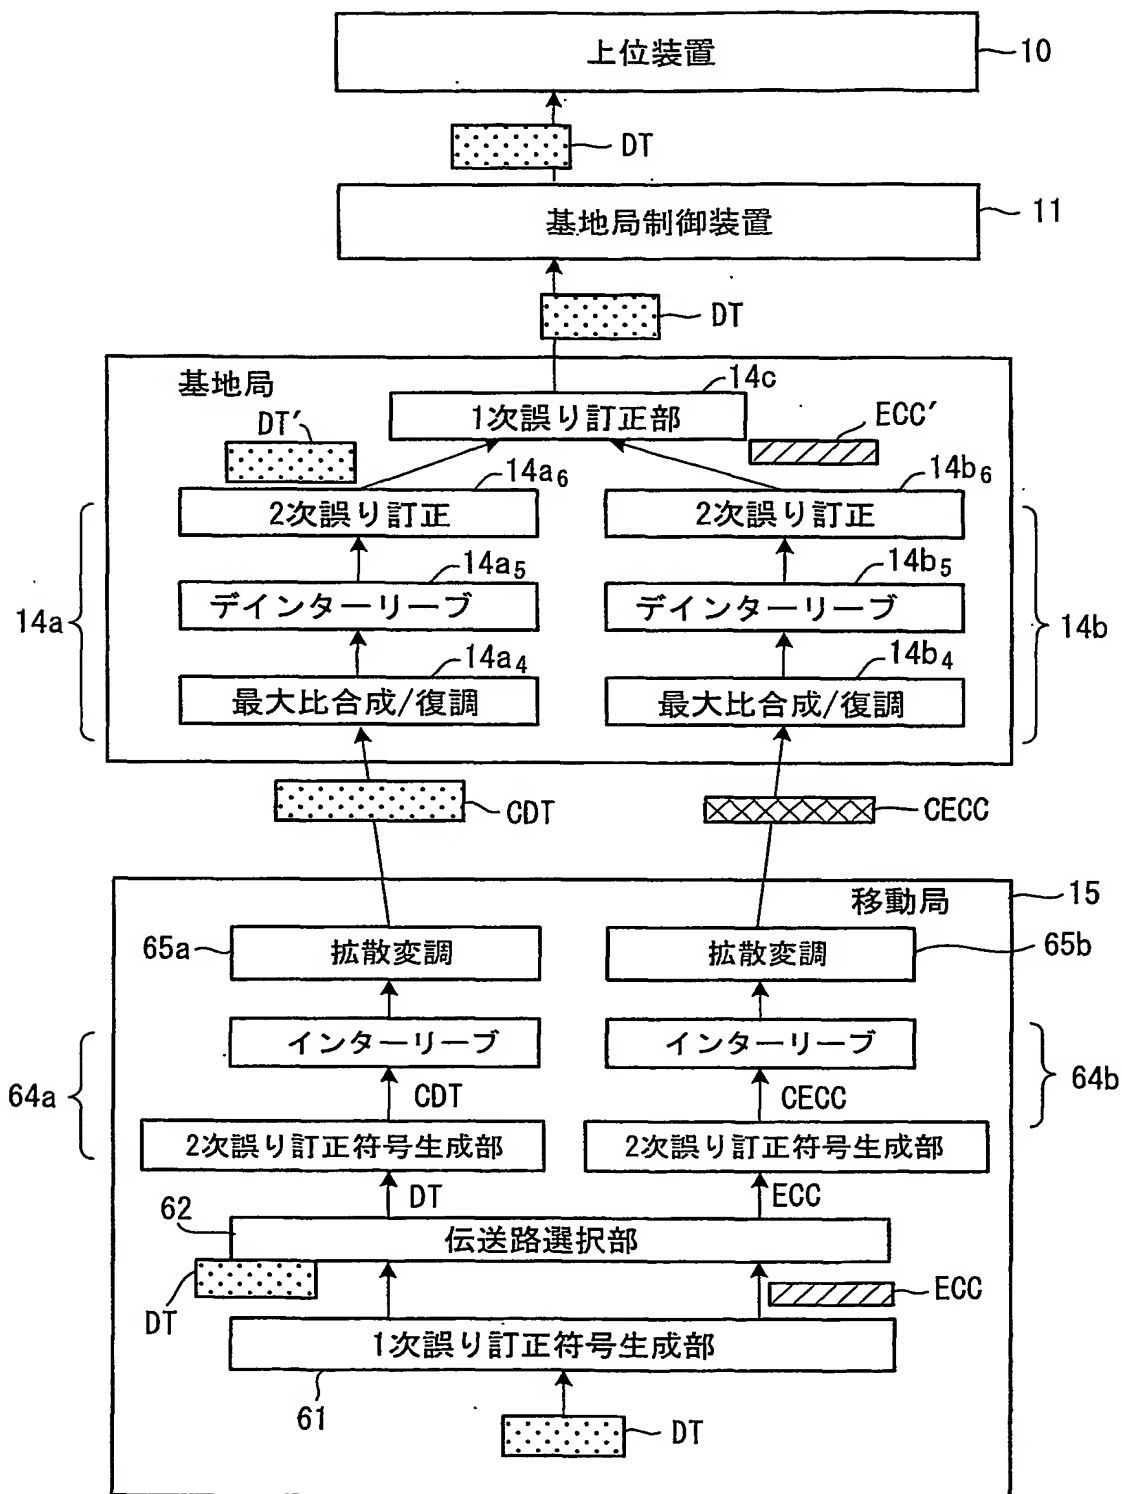 上位装置
10
DT
基地局制御装置
11
DT
基地局
14c
1次誤り訂正部
DT′
ECC′
14a6
14b6
2次誤り訂正
2次誤り訂正
14a5
14b5
デインターリーブ
デインターリーブ
14a
14b
14a4
14b4
最大比合成/復調
最大比合成/復調
CDT
CECC
移動局
15
65a
拡散変調
拡散変調
65b
インターリーブ
インターリーブ
64a
64b
CDT
CECC
2次誤り訂正符号生成部
2次誤り訂正符号生成部
DT
ECC
62
伝送路選択部
DT
ECC
1次誤り訂正符号生成部
61
DT